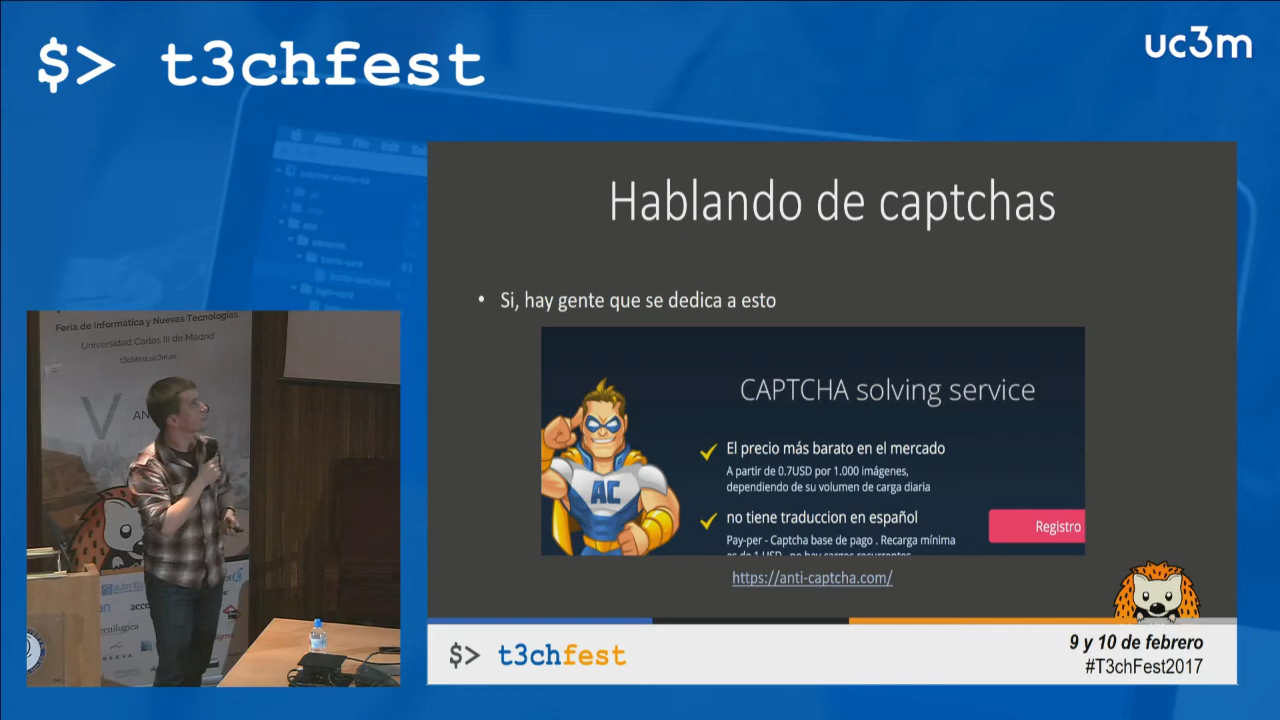 $> t3chfest
uc3m
Hablando de captchas
• Si, hay gente que se dedica a esto
CAPTCHA solving service
El precio más barato en el mercado
A partir de 0.7USD por 1.000 imágenes,
dependiendo de su volumen de carga diaria
no tiene traduccion en español
Pay-per - Captcha base de pago . Recarga mínima
es de 1 USD - no hay cargos recurrentes
Registro
AC
https://anti-captcha.com/
$> t3chfest
9 y 10 de febrero
#T3chFest2017
Feria de Informática y Nuevas Tecnologías
Universidad Carlos III de Madrid
t3chfest.uc3m.es
V AN
autentia